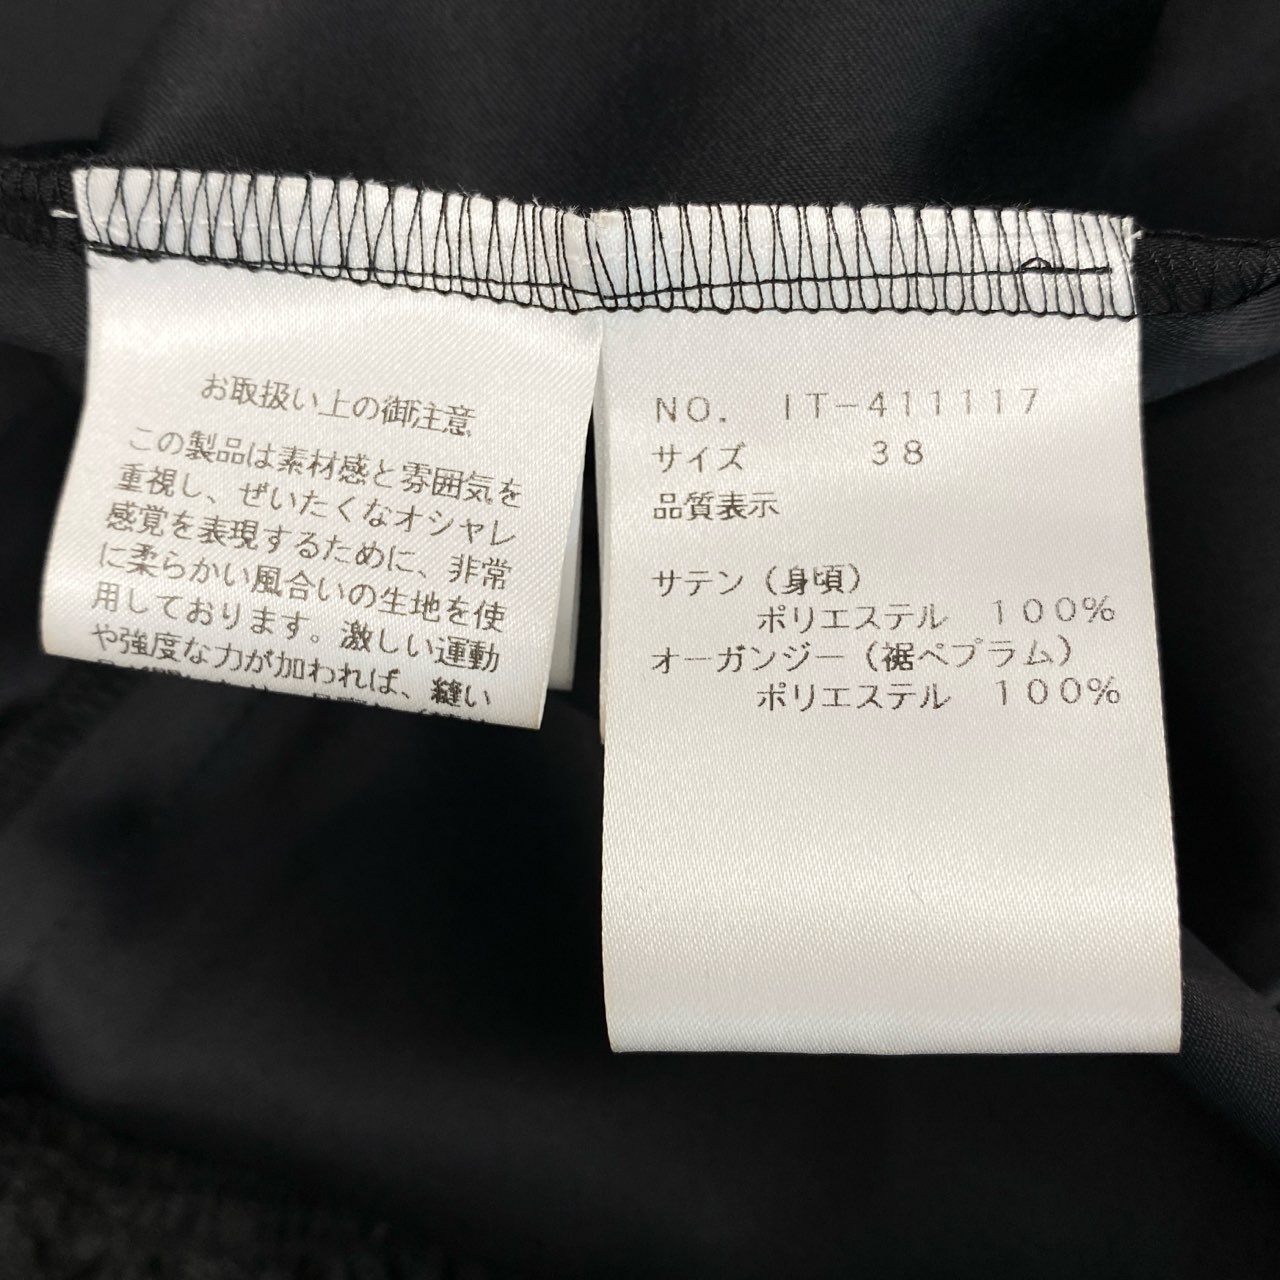 お取扱い上の御注意
この製品は素材感と雰囲気を
重視し、ぜいたくなオシャレ
感覚を表現するために、非常
に柔らかい風合いの生地を使
用しております。激しい運動
や強度な力が加われば、縫い
NO. IT-411117
サイズ 38
品質表示
サテン(身頃)
ポリエステル 100%
オーガンジー(裾ペプラム)
ポリエステル 100%